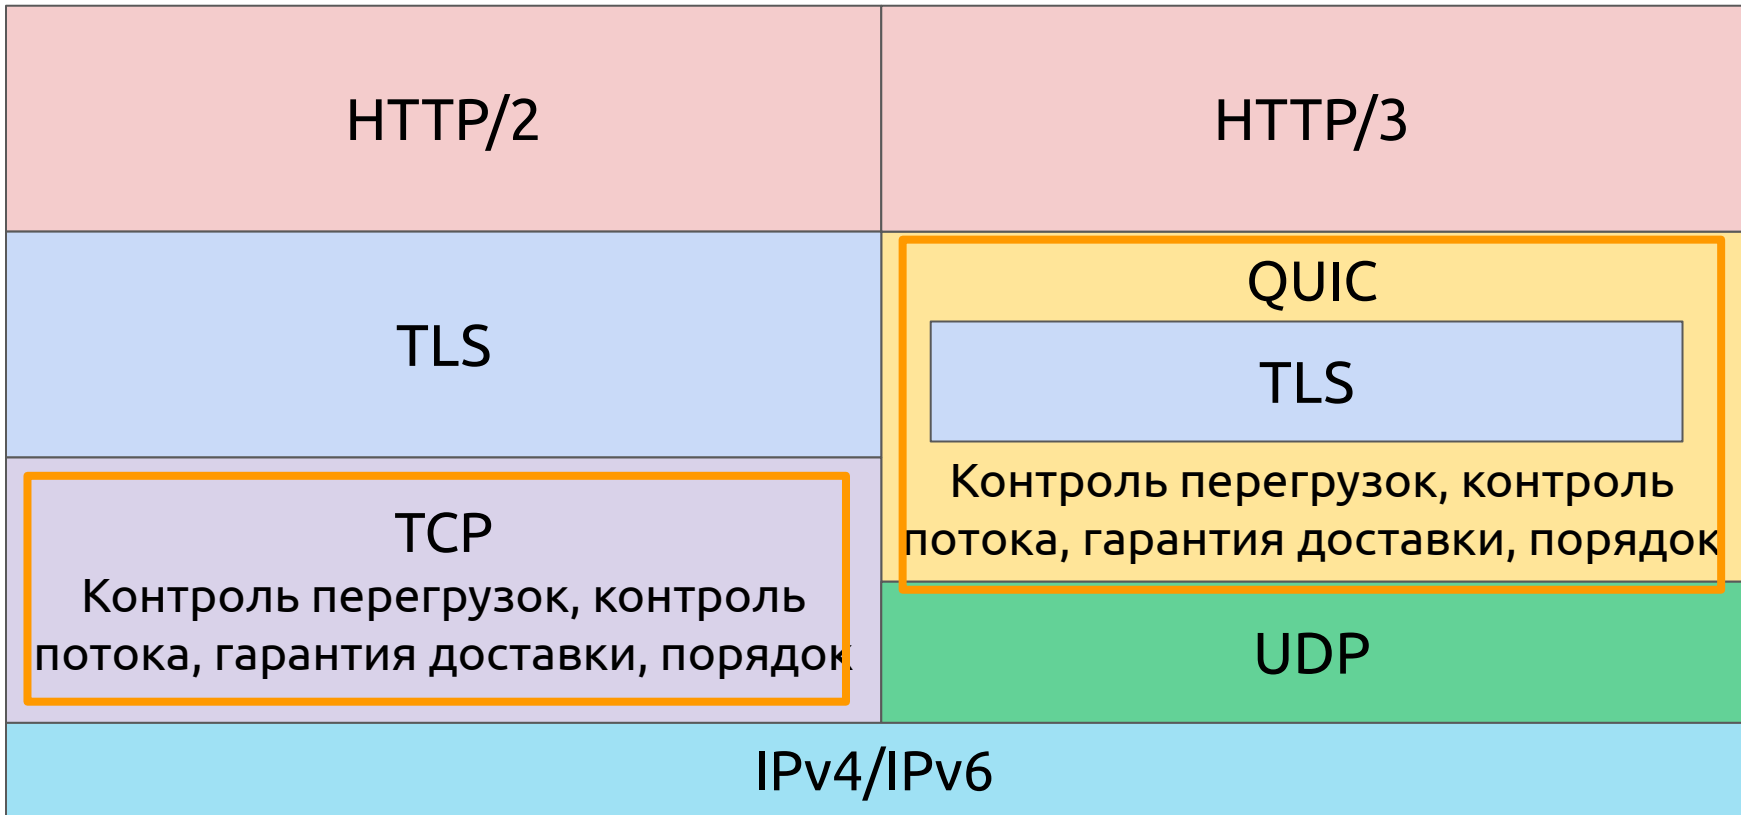 HTTP/2
HTTP/3
TLS
QUIC
TLS
Контроль перегрузок, контроль
потока, гарантия доставки, порядок
TCP
Контроль перегрузок, контроль
потока, гарантия доставки, порядок
UDP
IPv4/IPv6